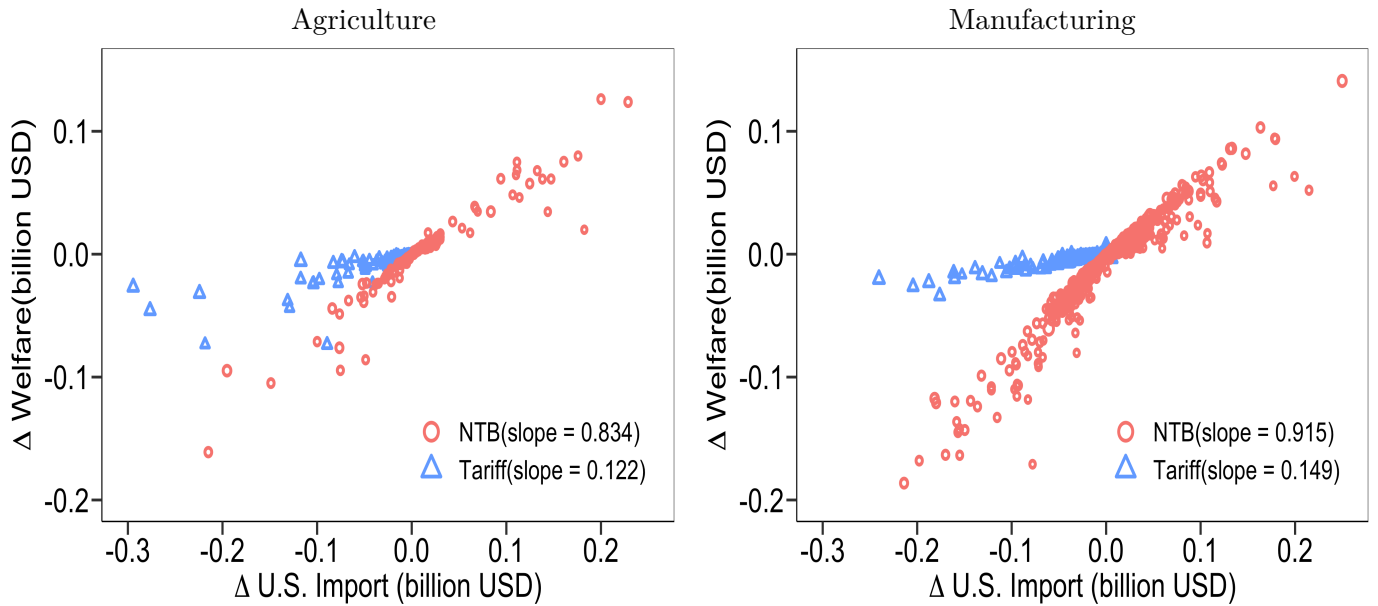 Agriculture
Δ Welfare(billion USD)
0.1
0.0
-0.1
-0.2
NTB(slope = 0.834)
Tariff(slope = 0.122)
-0.3 -0.2 -0.1 0.0 0.1 0.2
Δ U.S. Import (billion USD)
Manufacturing
Δ Welfare(billion USD)
0.1
0.0
-0.1
-0.2
NTB(slope = 0.915)
Tariff(slope = 0.149)
-0.3 -0.2 -0.1 0.0 0.1 0.2
Δ U.S. Import (billion USD)